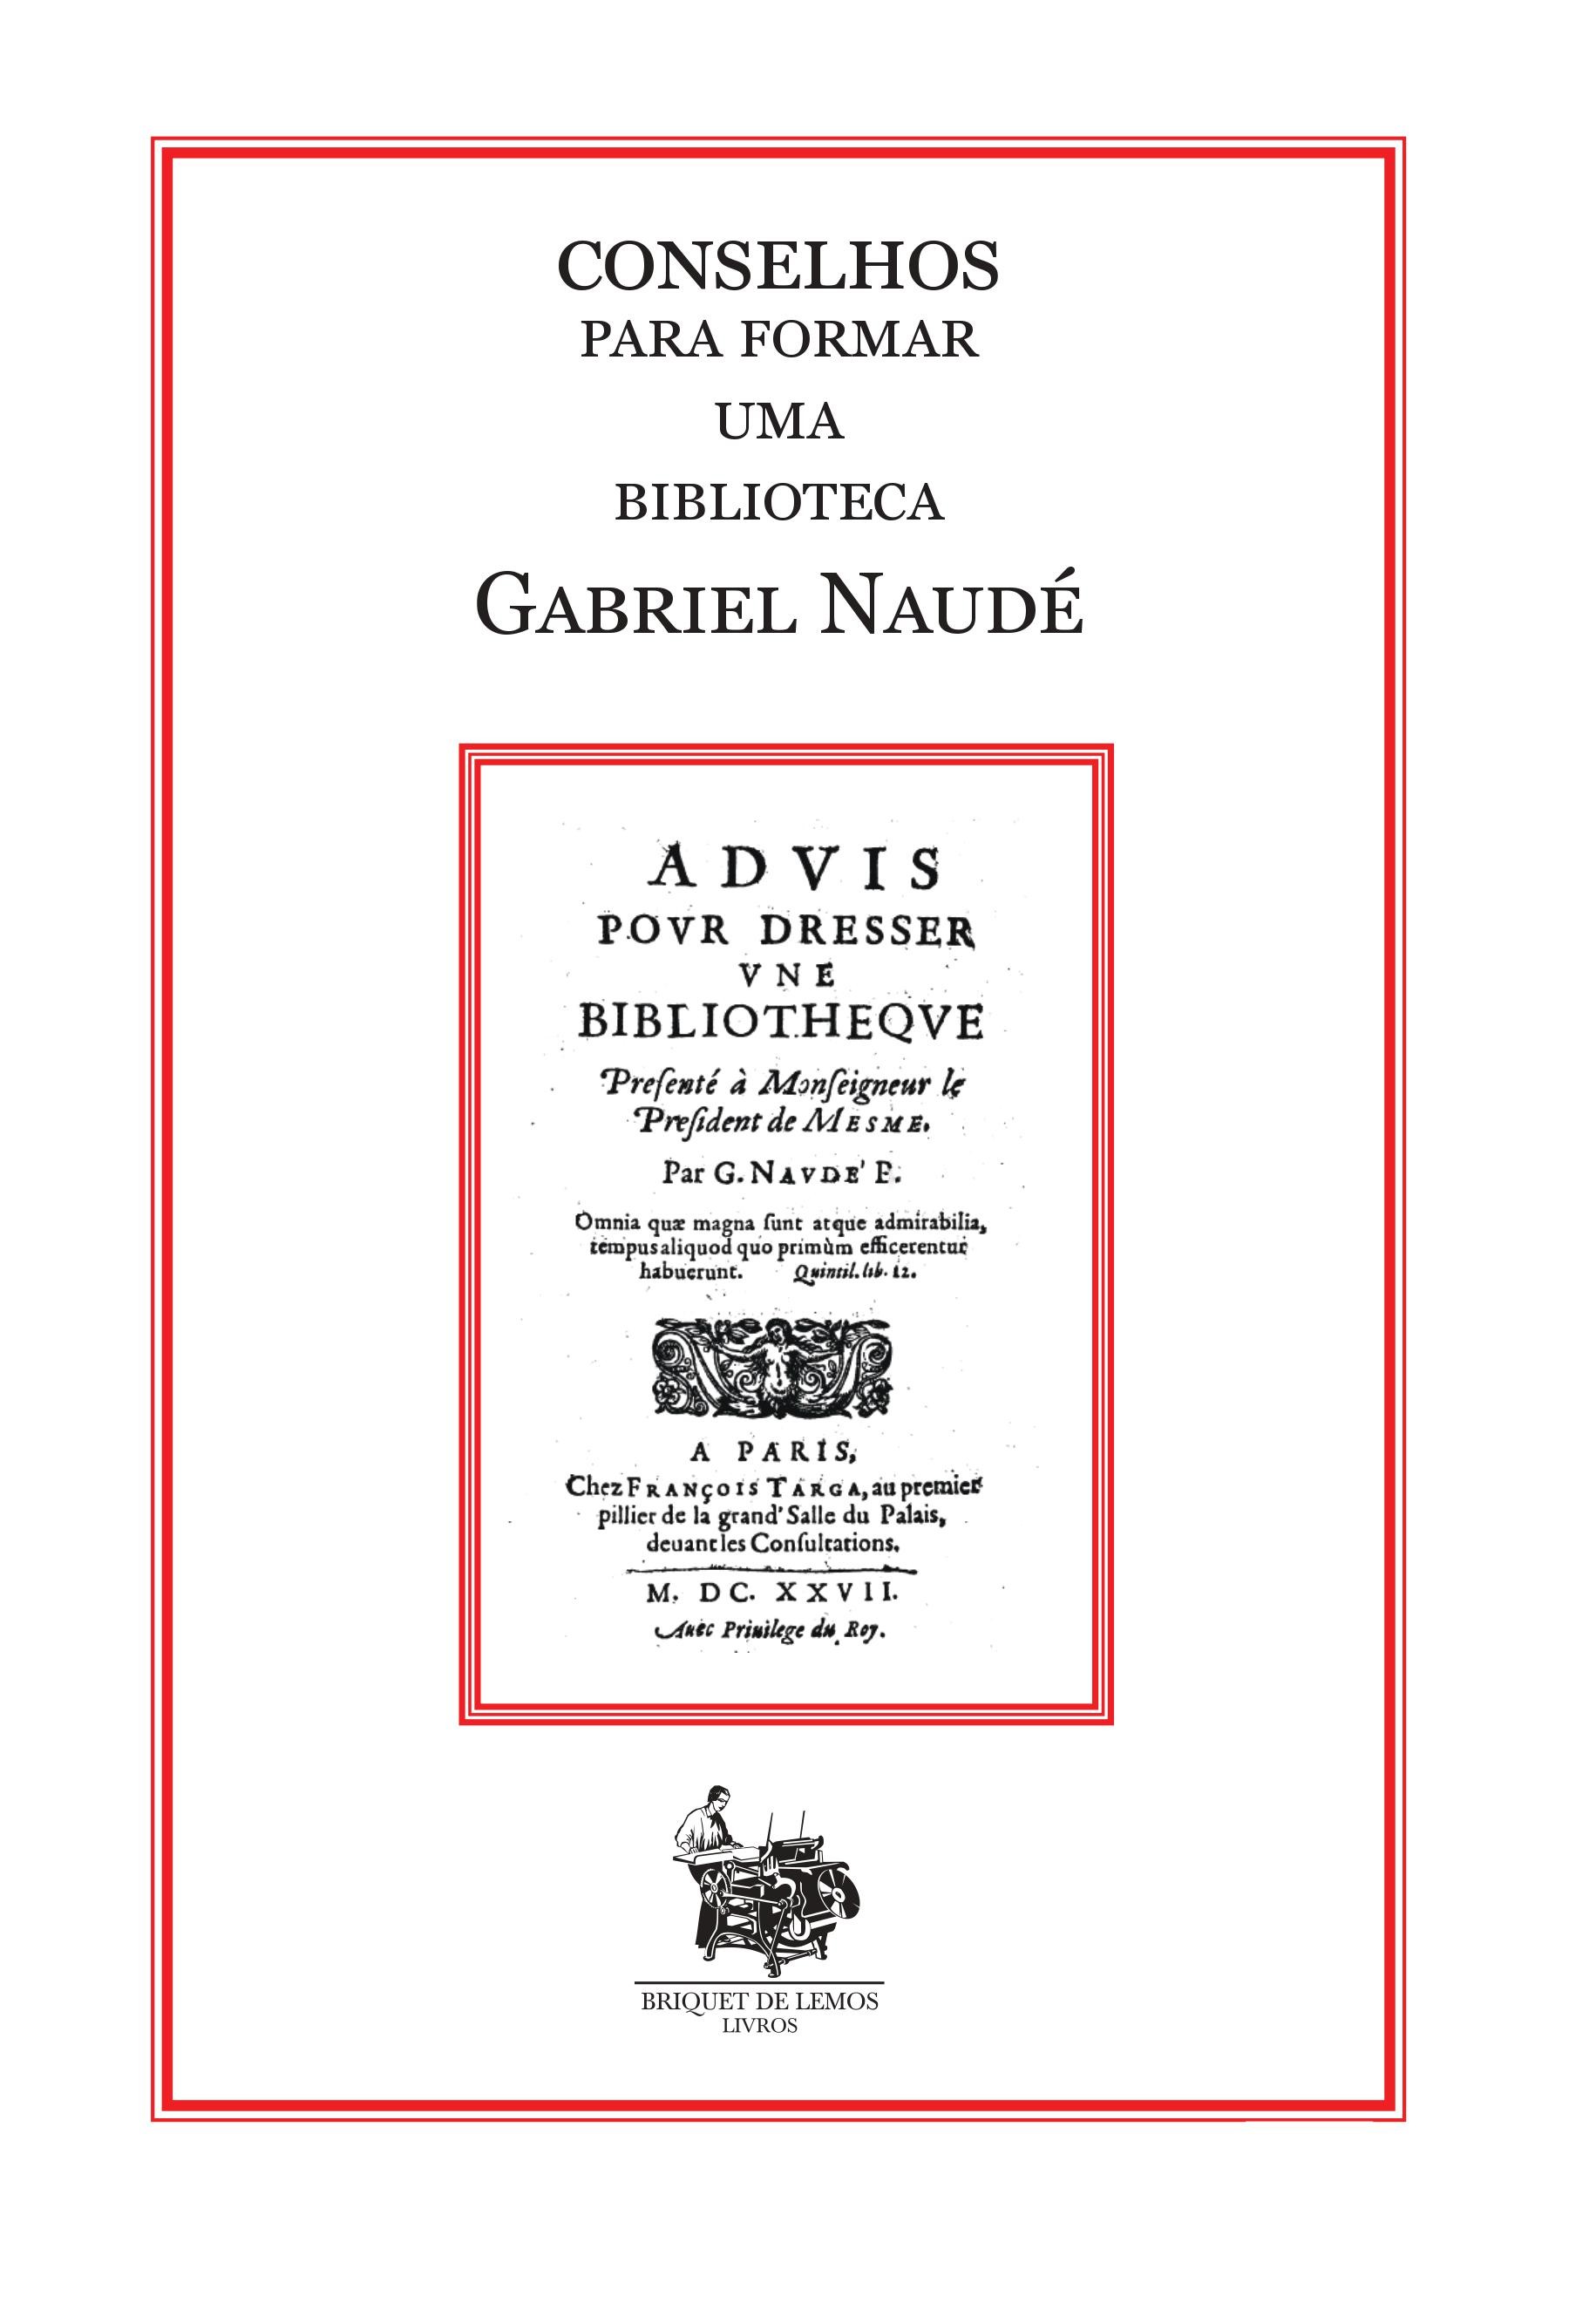 CONSELHOS
PARA FORMAR
UMA
BIBLIOTECA
GABRIEL NAUDÉ
ADVIS
POVR DRESSER
VNE
BIBLIOTHEQVE
Preſenté à Monſeigneur le
Preſident de MESME.
Par G. NAVDE' P.
Omnia quæ magna ſunt atque admirabilia,
tempus aliquod quo primùm efficerentur
habuerunt. Quintil. lib. 12.
A PARIS,
Chez FRANÇOIS TARGA, au premier
pillier de la grand' Salle du Palais,
deuant les Conſultations.
M. DC. XXVII.
Auec Priuilege du Roy.
BRIQUET DE LEMOS
LIVROS